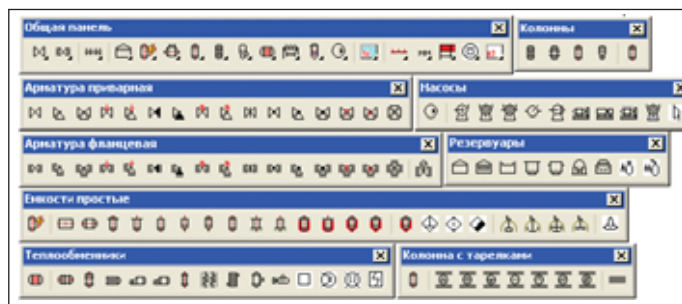 Общая панель
Колонны
Арматура приварная
Насосы
Арматура фланцевая
Резервуары
Емкости простые
Теплообменники
Колонна с тарелками